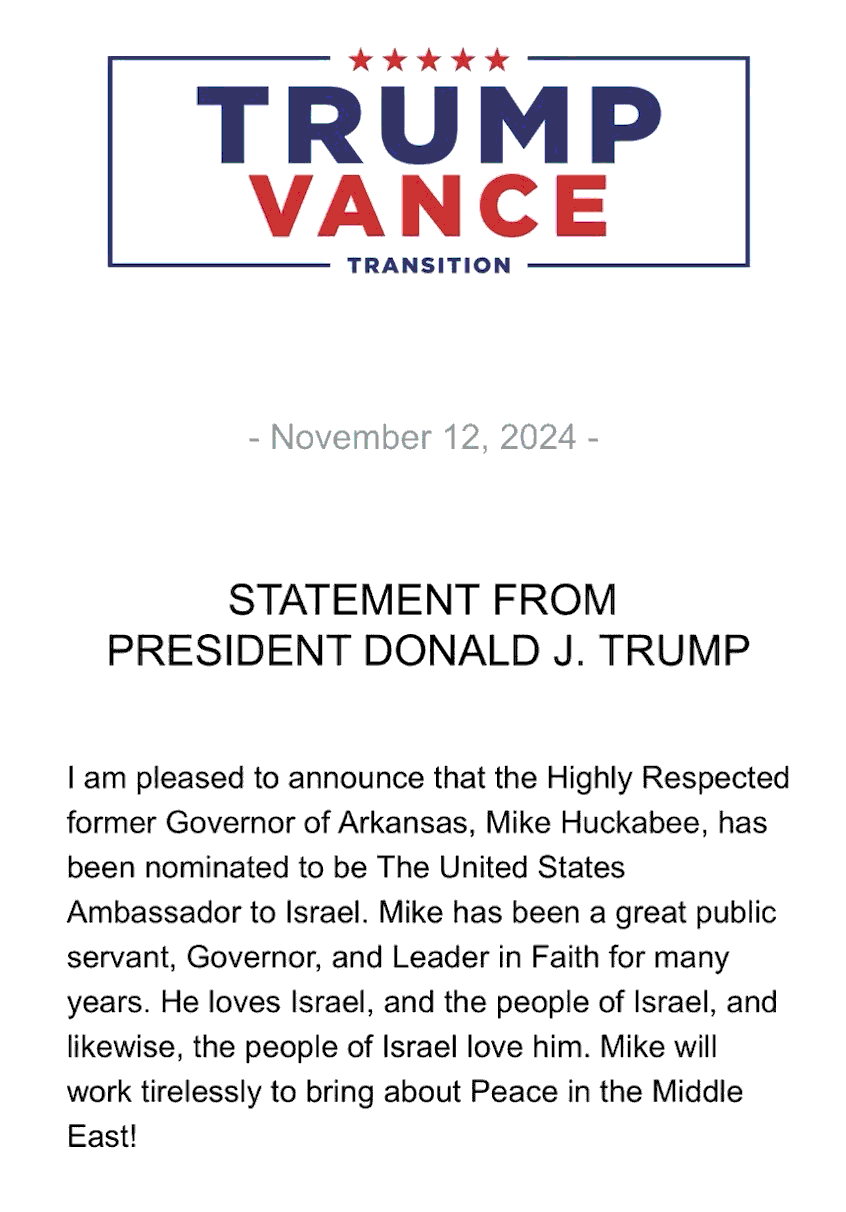 TRUMP
VANCE
TRANSITION
- November 12, 2024 -
STATEMENT FROM
PRESIDENT DONALD J. TRUMP
I am pleased to announce that the Highly Respected
former Governor of Arkansas, Mike Huckabee, has
been nominated to be The United States
Ambassador to Israel. Mike has been a great public
servant, Governor, and Leader in Faith for many
years. He loves Israel, and the people of Israel, and
likewise, the people of Israel love him. Mike will
work tirelessly to bring about Peace in the Middle
East!